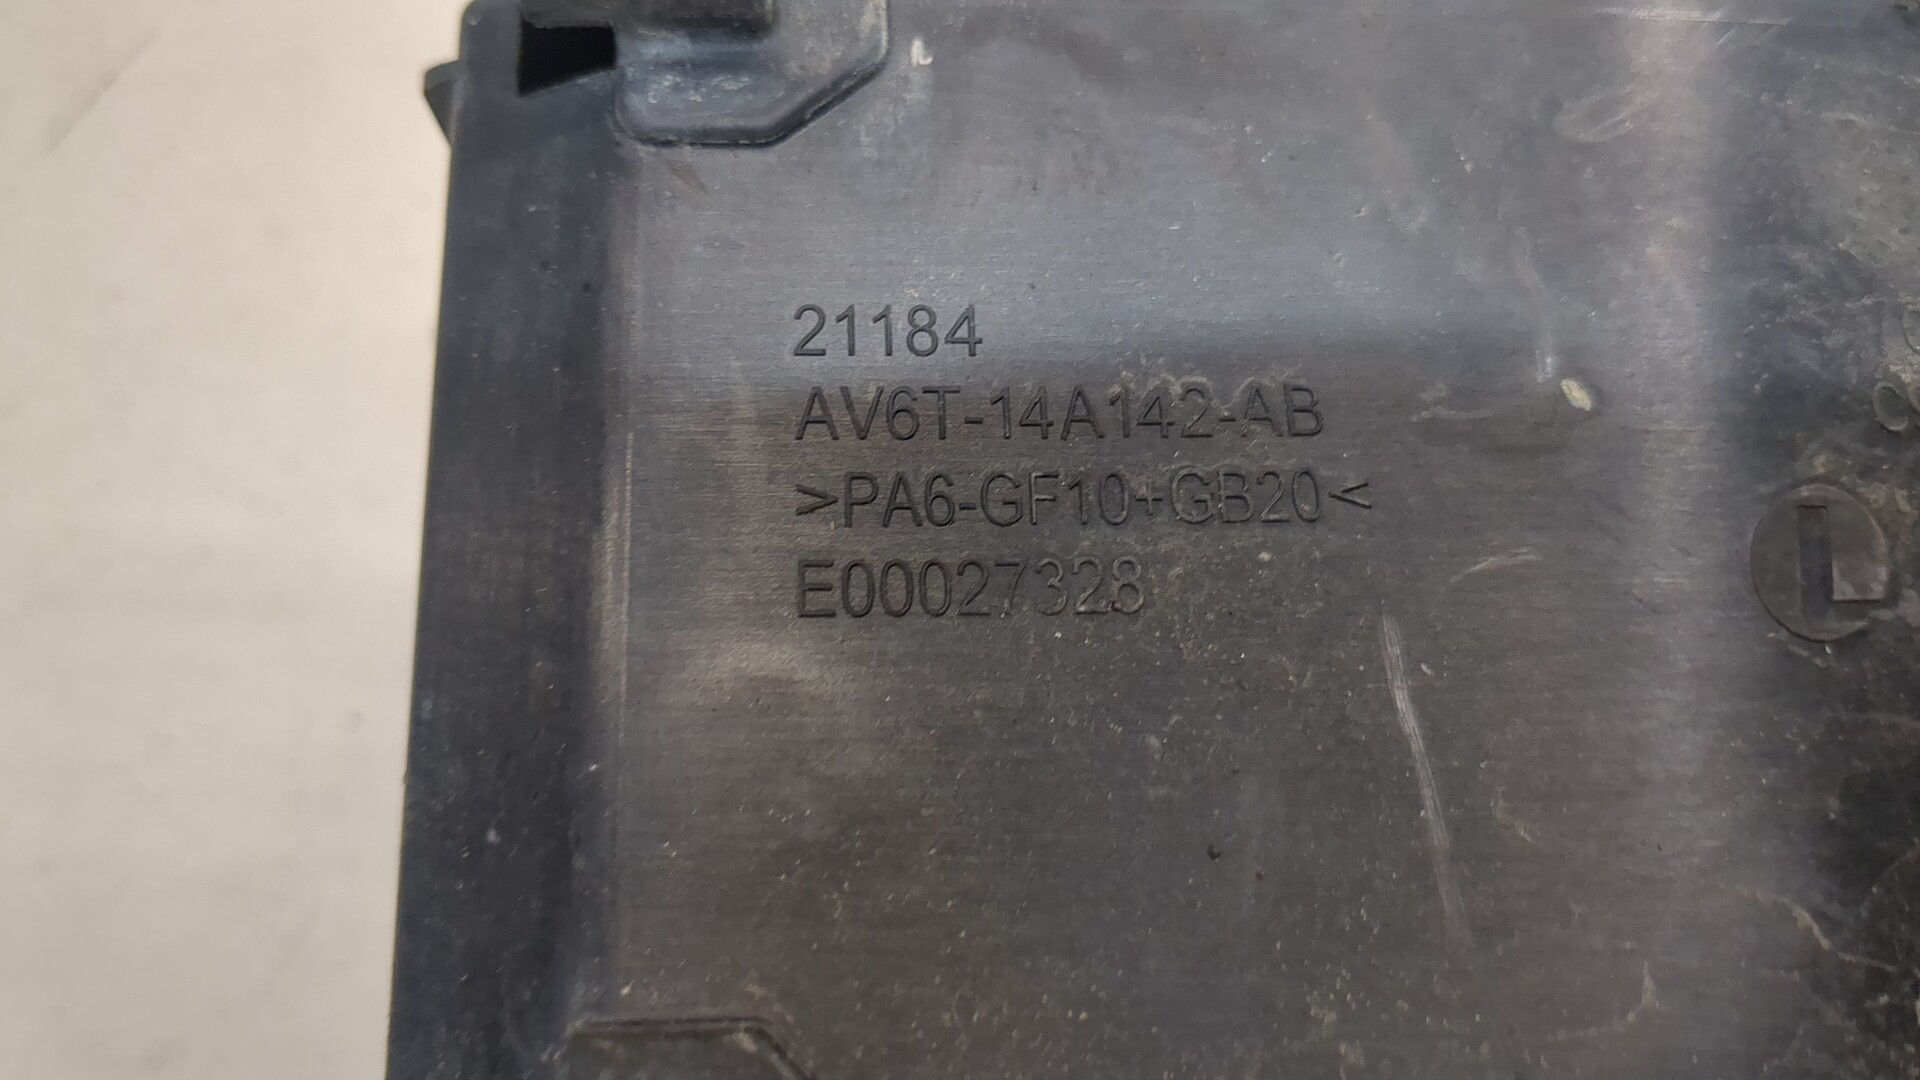 21184
AV6T-14A142-AB
>PA6-GF10+GB20<
E00027328
L